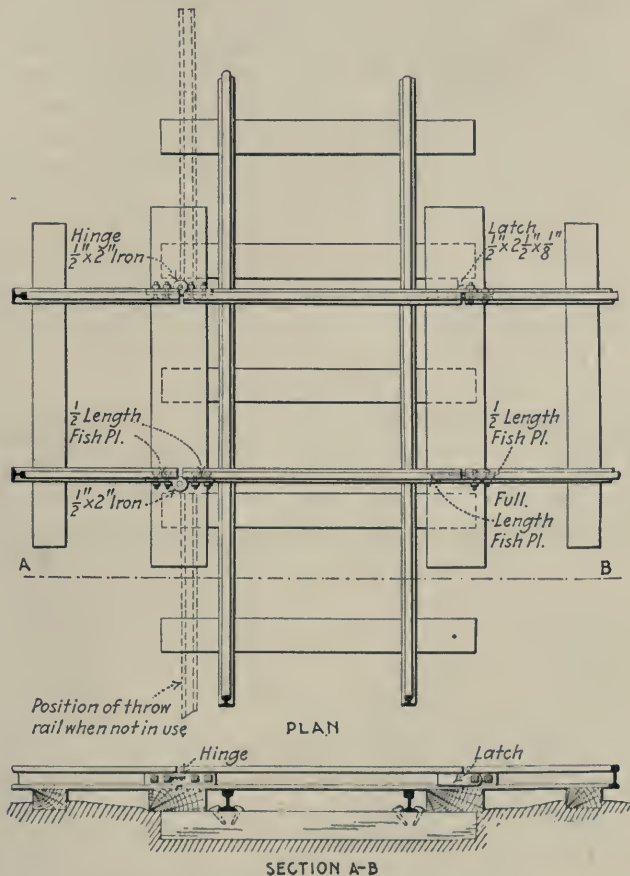 Hinge
1/2"x2" Iron
Latch
1/2"x2 1/2"x1/8"
1/2 Length
Fish Pl.
1/2"x2" Iron
1/2 Length
Fish Pl.
Full.
Length
Fish Pl.
A
B
Position of throw
rail when not in use
PLAN
Hinge
Latch
SECTION A-B